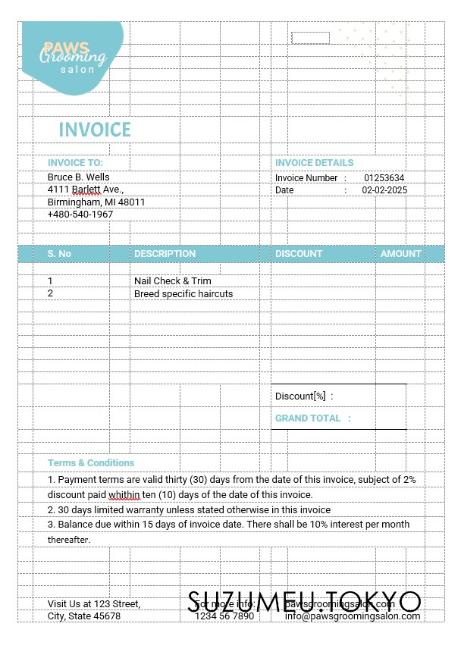 PAWS
Grooming
salon
INVOICE
INVOICE TO:
Bruce B. Wells
4111 Barlett Ave.,
Birmingham, MI 48011
+480-540-1967
INVOICE DETAILS
Invoice Number : 01253634
Date : 02-02-2025
S. No DESCRIPTION DISCOUNT AMOUNT
1 Nail Check & Trim
2 Breed specific haircuts
Discount[%] :
GRAND TOTAL :
Terms & Conditions
1. Payment terms are valid thirty (30) days from the date of this invoice, subject of 2%
discount paid whithin ten (10) days of the date of this invoice.
2. 30 days limited warranty unless stated otherwise in this invoice
3. Balance due within 15 days of invoice date. There shall be 10% interest per month
thereafter.
SUZUMEU.TOKYO
Visit Us at 123 Street, For more info: pawsgroomingsalon.com
City, State 45678 1234 56 7890 info@pawsgroomingsalon.com